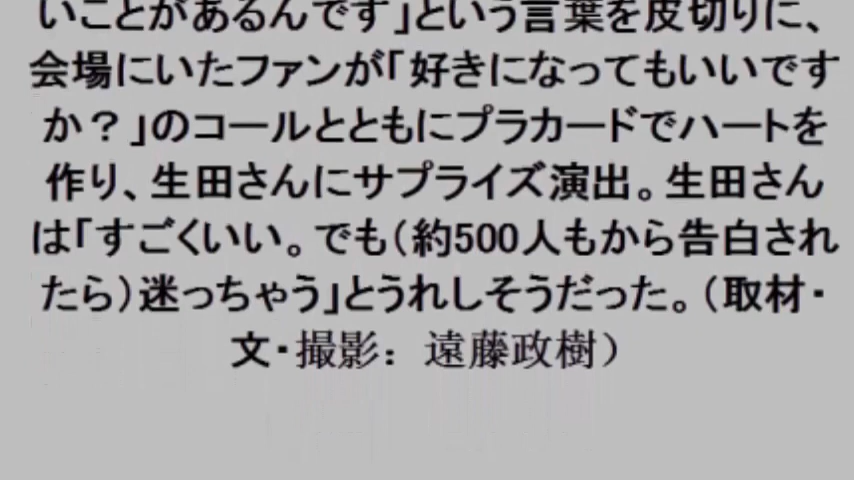 いことがあるんです」という言葉を皮切りに、
会場にいたファンが「好きになってもいいです
か？」のコールとともにプラカードでハートを
作り、生田さんにサプライズ演出。生田さん
は「すごくいい。でも（約500人もから告白され
たら）迷っちゃう」とうれしそうだった。（取材・
文・撮影：遠藤政樹）